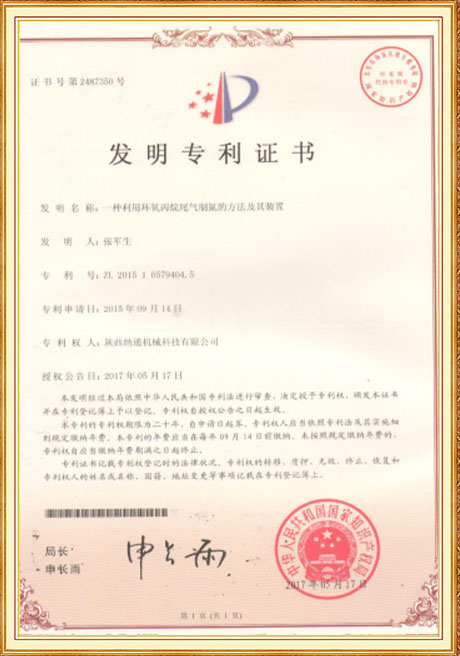 证书号第2487350号
发明专利证书
发明名称：一种利用环氧丙烷尾气制氮的方法及其装置
发 明 人：张军生
专 利 号：ZL 2015 1 0579404.5
专利申请日：2015年09月14日
专 利 权 人：陕西纳通机械科技有限公司
授权公告日：2017年05月17日
本发明经过本局依照中华人民共和国专利法进行审查，决定授予专利权，颁发本证书
并在专利登记簿上予以登记。专利权自授权公告之日起生效。
本专利的专利权期限为二十年，自申请日起算。专利权人应当依照专利法及其实施细
则规定缴纳年费。本专利的年费应当在每年09月14日前缴纳。未按照规定缴纳年费的，
专利权自应当缴纳年费期满之日起终止。
专利证书记载专利权登记时的法律状况。专利权的转移、质押、无效、终止、恢复和
专利权人的姓名或名称、国籍、地址变更等事项记载在专利登记簿上。
局长
申长雨
申长雨
中华人民共和国国家知识产权局
2017年05月17日
第1页（共1页）